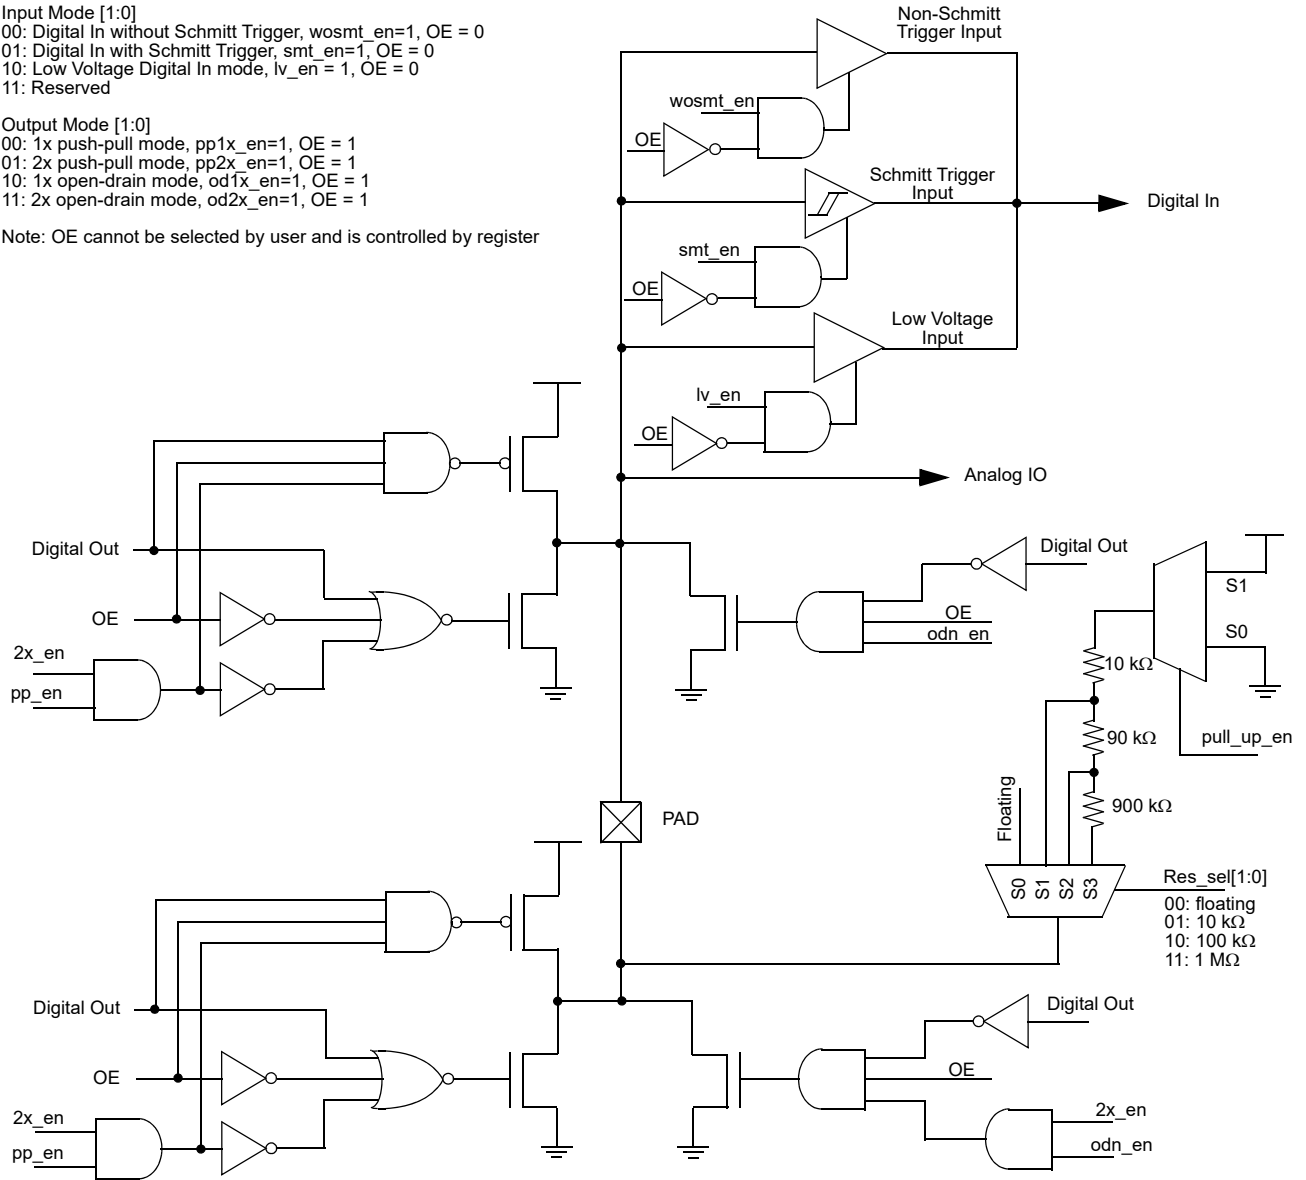 Input Mode [1:0]
00: Digital In without Schmitt Trigger, wosmt_en=1, OE = 0
01: Digital In with Schmitt Trigger, smt_en=1, OE = 0
10: Low Voltage Digital In mode, lv_en = 1, OE = 0
11: Reserved
Output Mode [1:0]
00: 1x push-pull mode, pp1x_en=1, OE = 1
01: 2x push-pull mode, pp2x_en=1, OE = 1
10: 1x open-drain mode, od1x_en=1, OE = 1
11: 2x open-drain mode, od2x_en=1, OE = 1
Note: OE cannot be selected by user and is controlled by register
Non-Schmitt
Trigger Input
wosmt_en
OE
Schmitt Trigger
Input
Digital In
smt_en
OE
Low Voltage
Input
lv_en
OE
Analog IO
Digital Out
OE
2x_en
pp_en
Digital Out
OE
odn_en
S1
S0
10 kΩ
90 kΩ
pull_up_en
900 kΩ
Floating
PAD
S0
S1
S2
S3
Res_sel[1:0]
00: floating
01: 10 kΩ
10: 100 kΩ
11: 1 MΩ
Digital Out
OE
2x_en
pp_en
Digital Out
OE
2x_en
odn_en